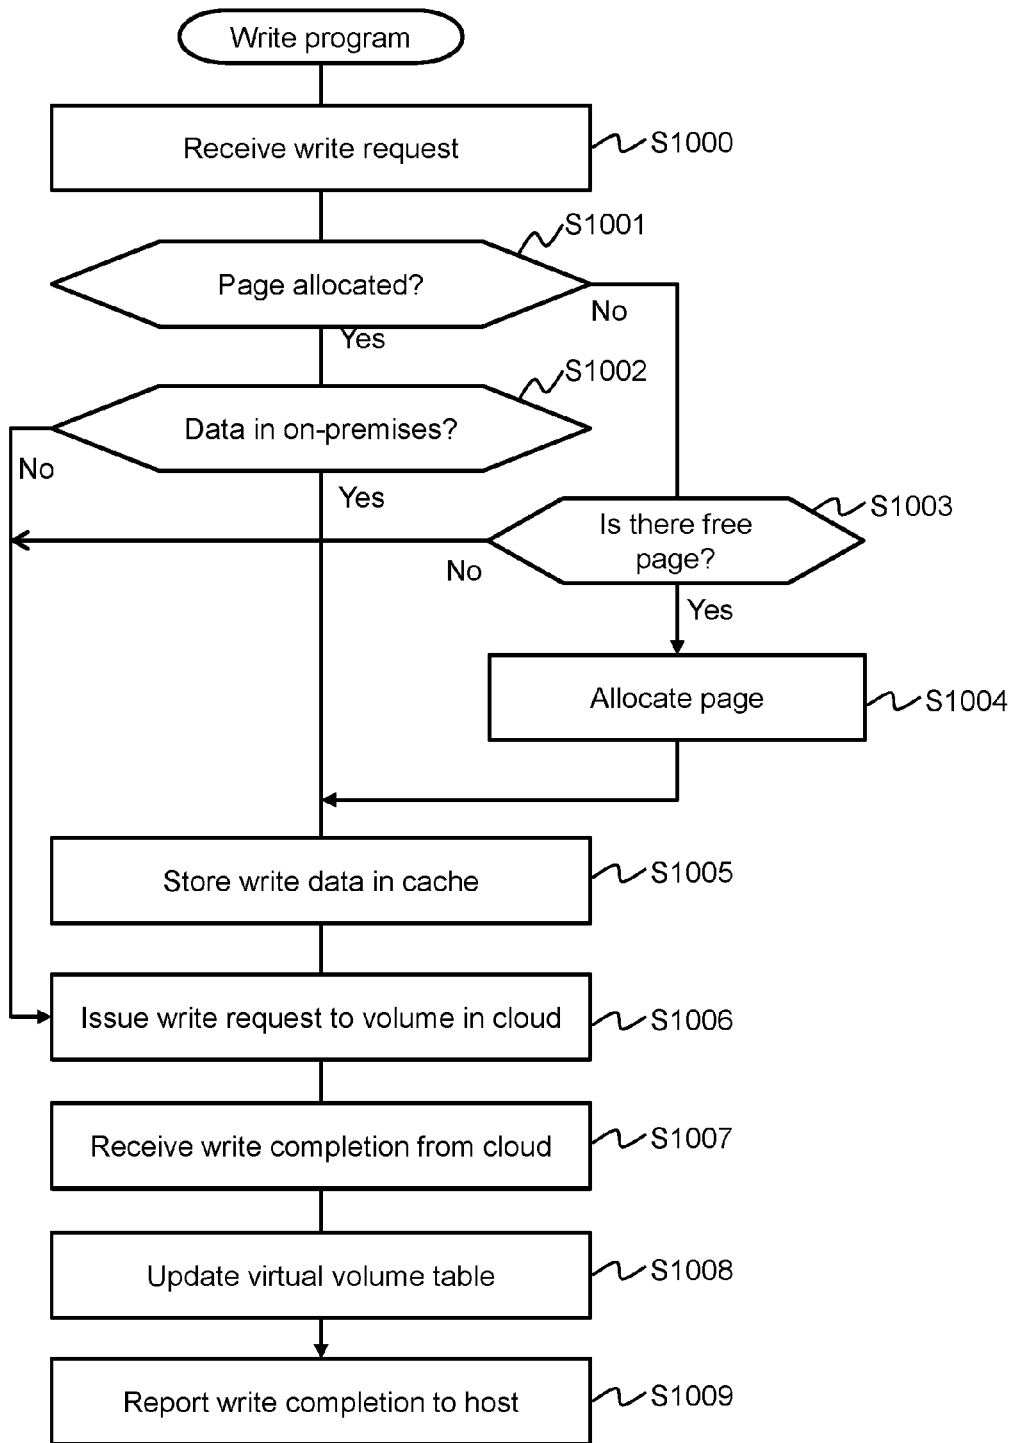 Write program
Receive write request
S1000
S1001
Page allocated?
No
Yes
S1002
Data in on-premises?
No
Yes
S1003
Is there free
page?
No
Yes
Allocate page
S1004
Store write data in cache
S1005
Issue write request to volume in cloud
S1006
Receive write completion from cloud
S1007
Update virtual volume table
S1008
Report write completion to host
S1009